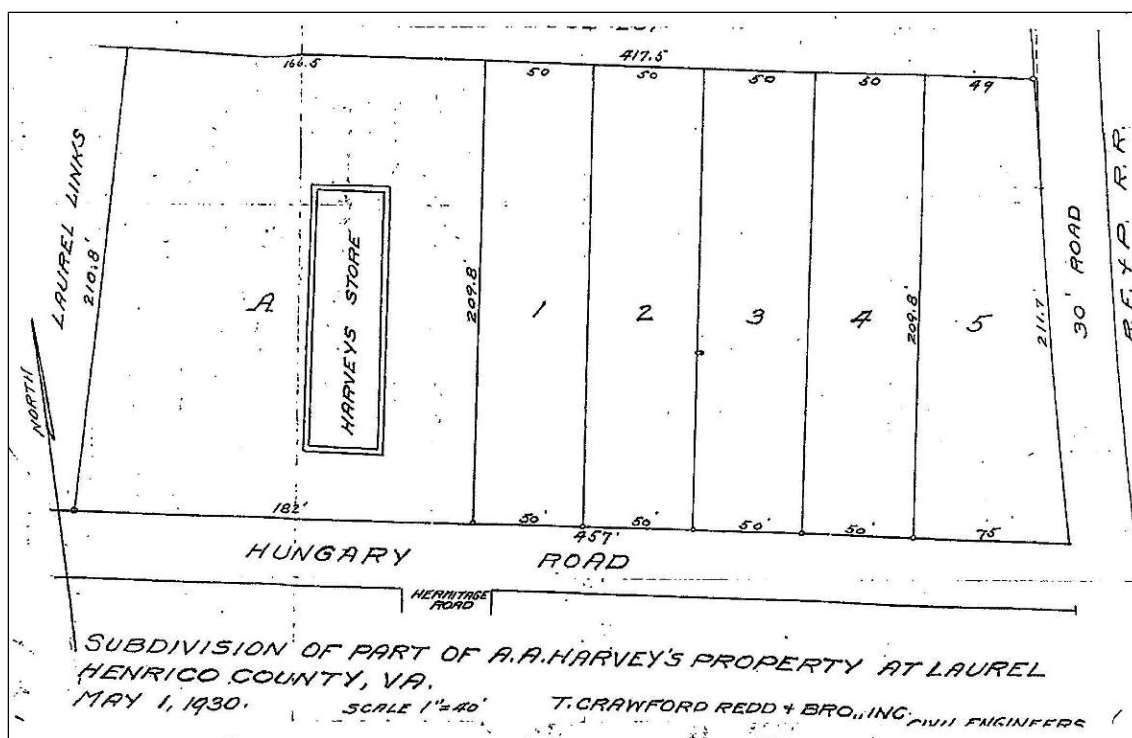 417.5
166.5 50 50 50 50 49
LAUREL LINKS
210.8'
A
HARVEYS STORE
209.8'
1
2
3
4
209.8'
5
211.7'
30' ROAD
R.F. & P. R.R.
NORTH
182' 50' 50' 50' 50' 75
457'
HUNGARY ROAD
HERMITAGE
ROAD
SUBDIVISION OF PART OF A.A. HARVEY'S PROPERTY AT LAUREL
HENRICO COUNTY, VA.
MAY 1, 1930. SCALE 1"=40' T. CRAWFORD REDD & BRO., INC.
CIVIL ENGINEERS